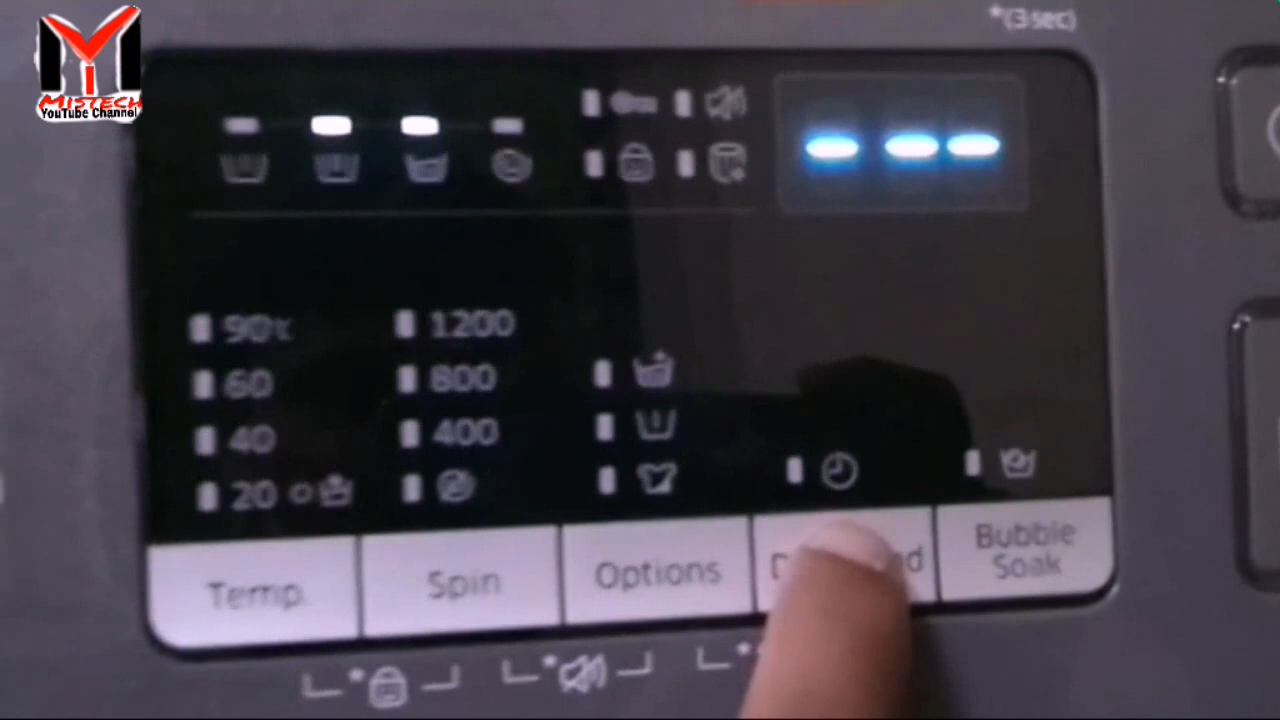 MISTECH
YouTube Channel
*(3sec)
90℃
60
40
20
1200
800
400
Temp.
Spin
Options
Bubble
Soak